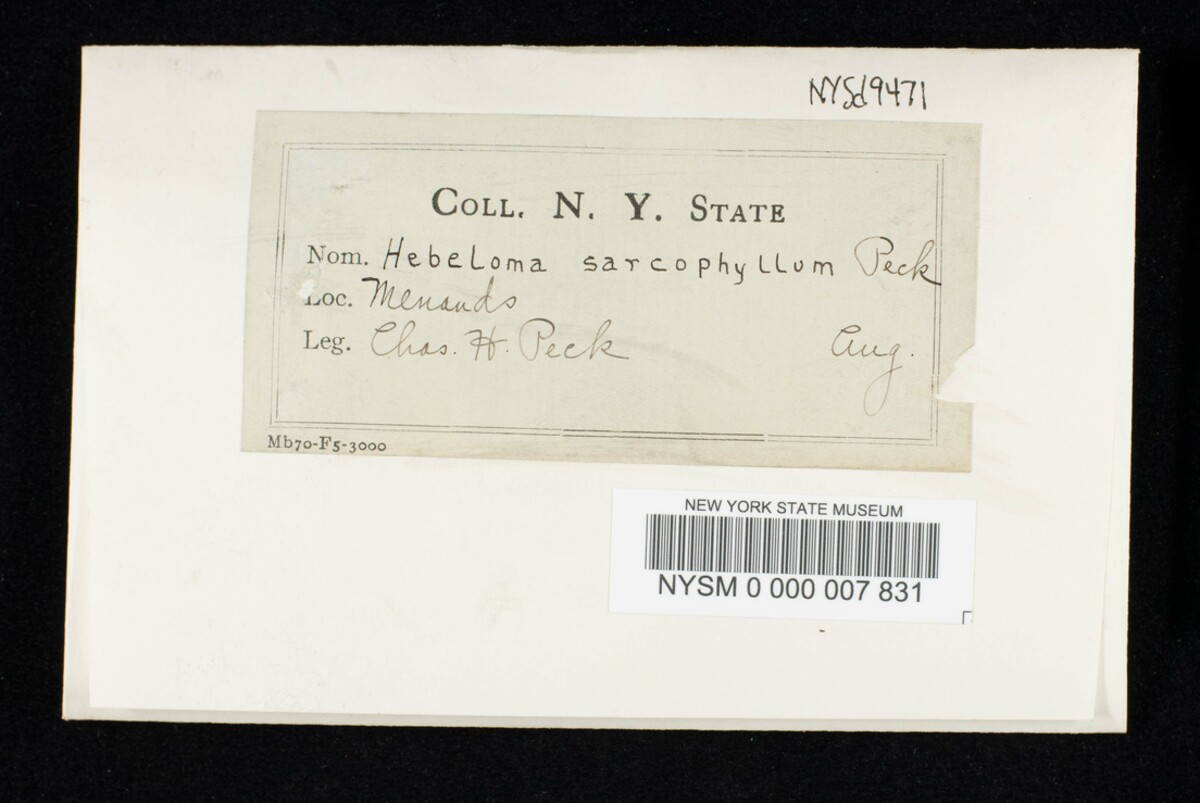 NYSd9471
COLL. N. Y. STATE
Nom. Hebeloma sarcophyllum Peck
Loc. Menands
Leg. Chas. H. Peck Aug.
Mb70-F5-3000
NEW YORK STATE MUSEUM
NYSM 0 000 007 831